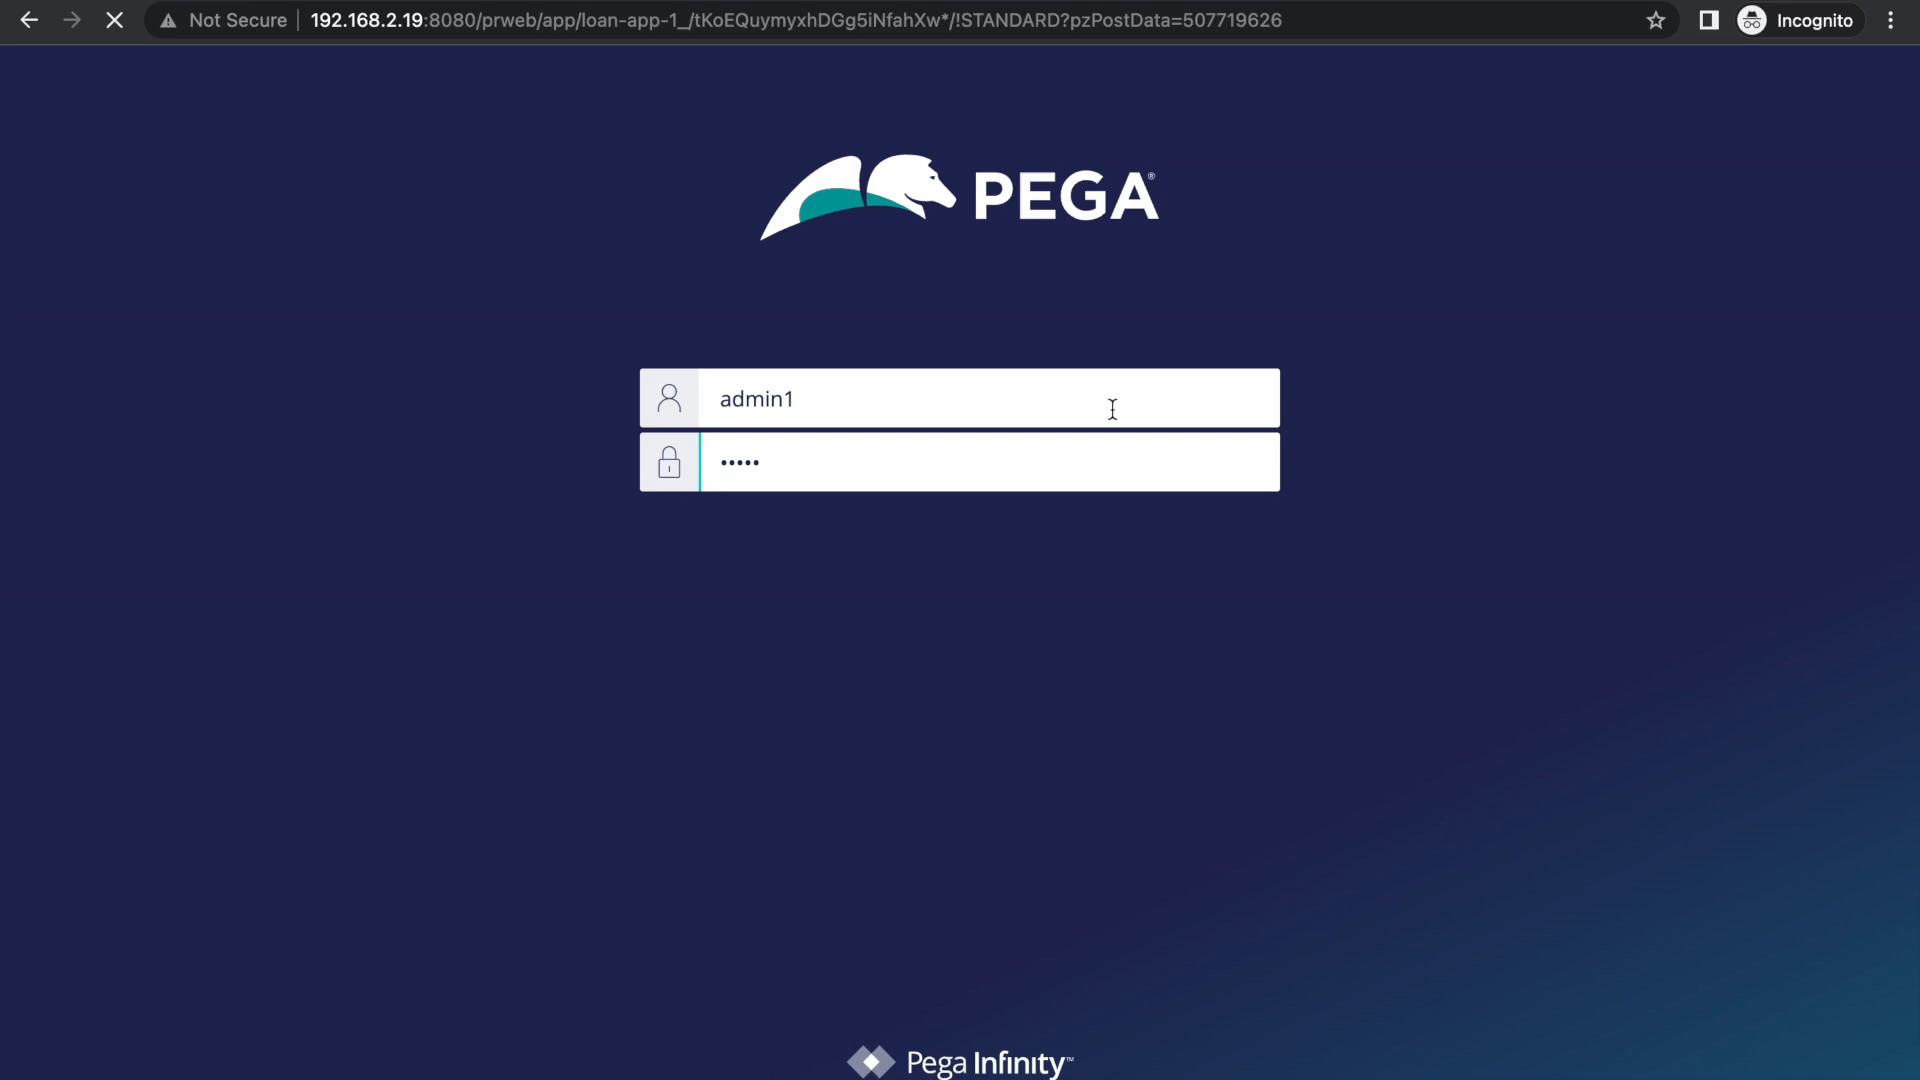 Not Secure 192.168.2.19:8080/prweb/app/loan-app-1_/tKoEQuymyxhDGg5iNfahXw*/!STANDARD?pzPostData=507719626 Incognito
PEGA®
admin1
•••••
Pega Infinity™